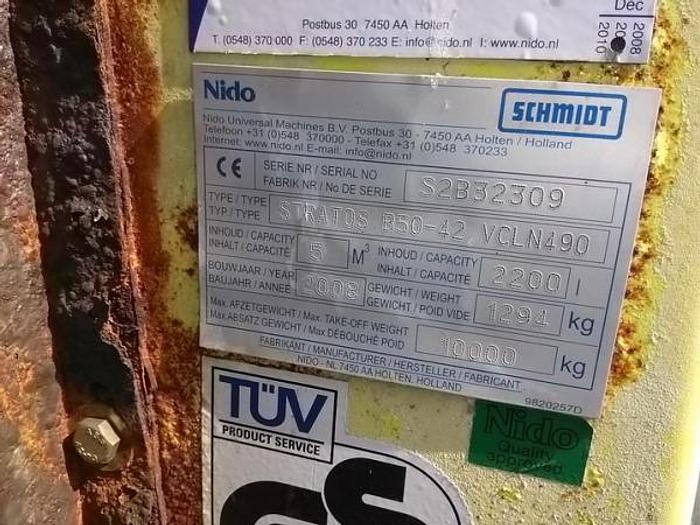 Postbus 30 7450 AA Holten
T. (0548) 370 000 F: (0548) 370 233 E: info@nido.nl I: www.nido.nl
Dec
2008
2010
Nido
SCHMIDT
Nido Universal Machines B.V. Postbus 30 - 7450 AA Holten / Holland
Telefoon +31 (0)548 370000 - Telefax +31 (0)548 370233
Internet: www.nido.nl E-mail: info@nido.nl
CE
SERIE NR / SERIAL NO
FABRIK NR / No DE SERIE
S2B32309
TYPE / TYPE /
TYP / TYPE
STRATOS B50-42 VCLN490
INHOUD / CAPACITY
INHALT / CAPACITÉ
5 M3
INHOUD / CAPACITY
INHALT / CAPACITÉ
2200 l
BOUWJAAR / YEAR
BAUJAHR / ANNÉE
2008
GEWICHT / WEIGHT
GEWICHT / POID VIDE
1294 kg
Max. AFZETGEWICHT / Max. TAKE-OFF WEIGHT
Max. ABSATZ GEWICHT / Max DÉBOUCHÉ POID
10000 kg
FABRIKANT / MANUFACTURER / HERSTELLER / FABRICANT.
NIDO - NL 7450 AA HOLTEN, HOLLAND
9820257D
TÜV
PRODUCT SERVICE
GS
Nido
Quality
approved